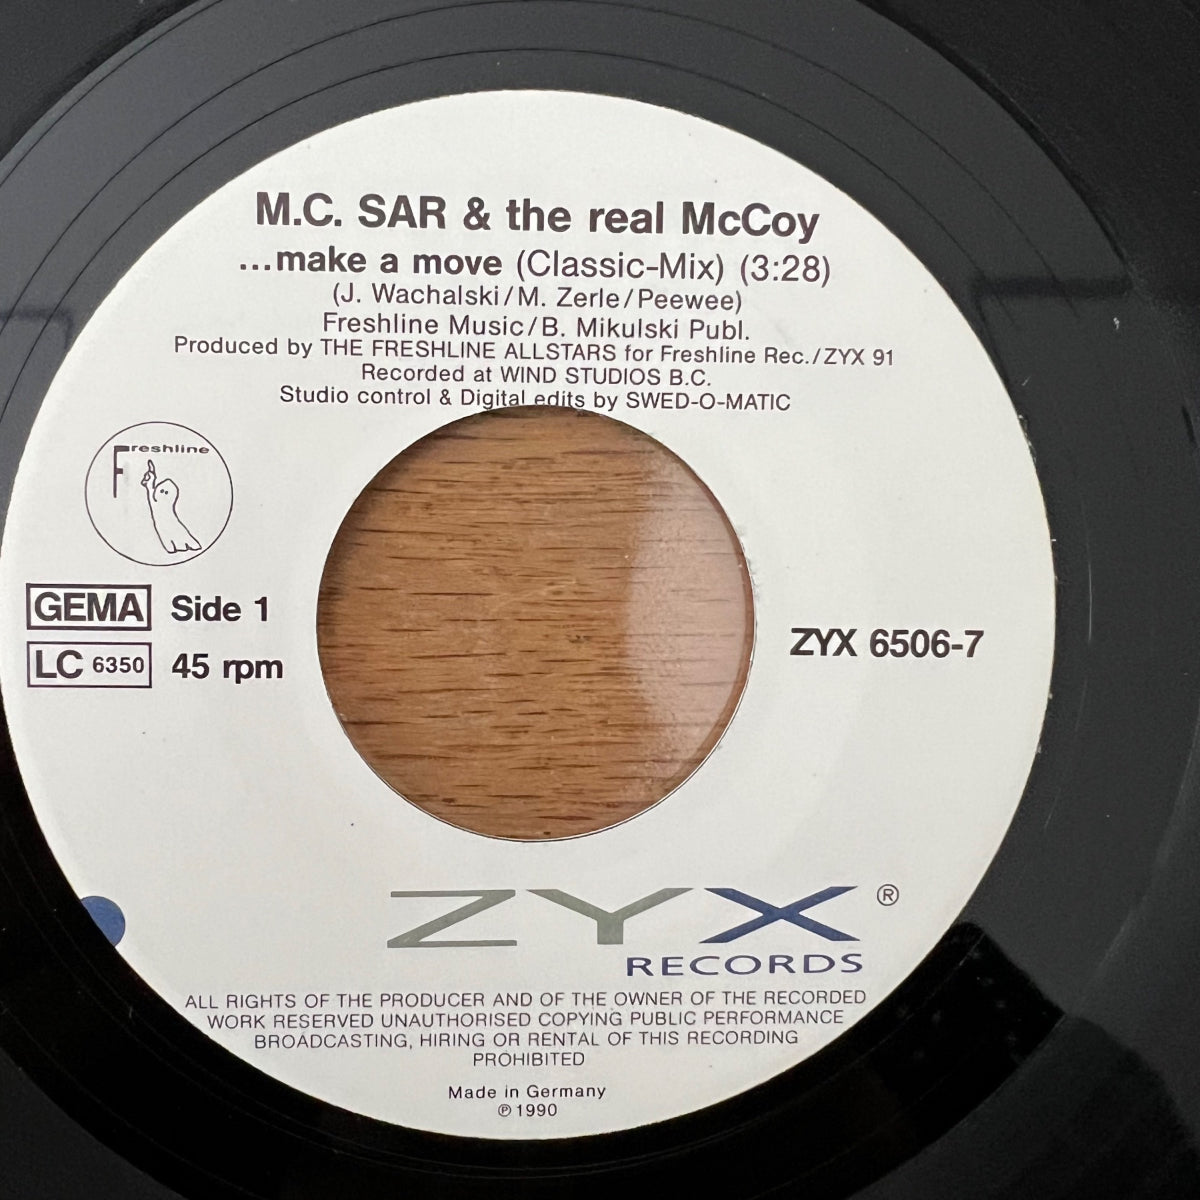 M.C. SAR & the real McCoy
...make a move (Classic-Mix) (3:28)
(J. Wachalski/M. Zerle/Peewee)
Freshline Music/B. Mikulski Publ.
Produced by THE FRESHLINE ALLSTARS for Freshline Rec./ZYX 91
Recorded at WIND STUDIOS B.C.
Studio control & Digital edits by SWED-O-MATIC
Freshline
GEMA Side 1
LC 6350 45 rpm
ZYX 6506-7
ZYX ®
RECORDS
ALL RIGHTS OF THE PRODUCER AND OF THE OWNER OF THE RECORDED
WORK RESERVED UNAUTHORISED COPYING PUBLIC PERFORMANCE
BROADCASTING, HIRING OR RENTAL OF THIS RECORDING
PROHIBITED
Made in Germany
℗ 1990